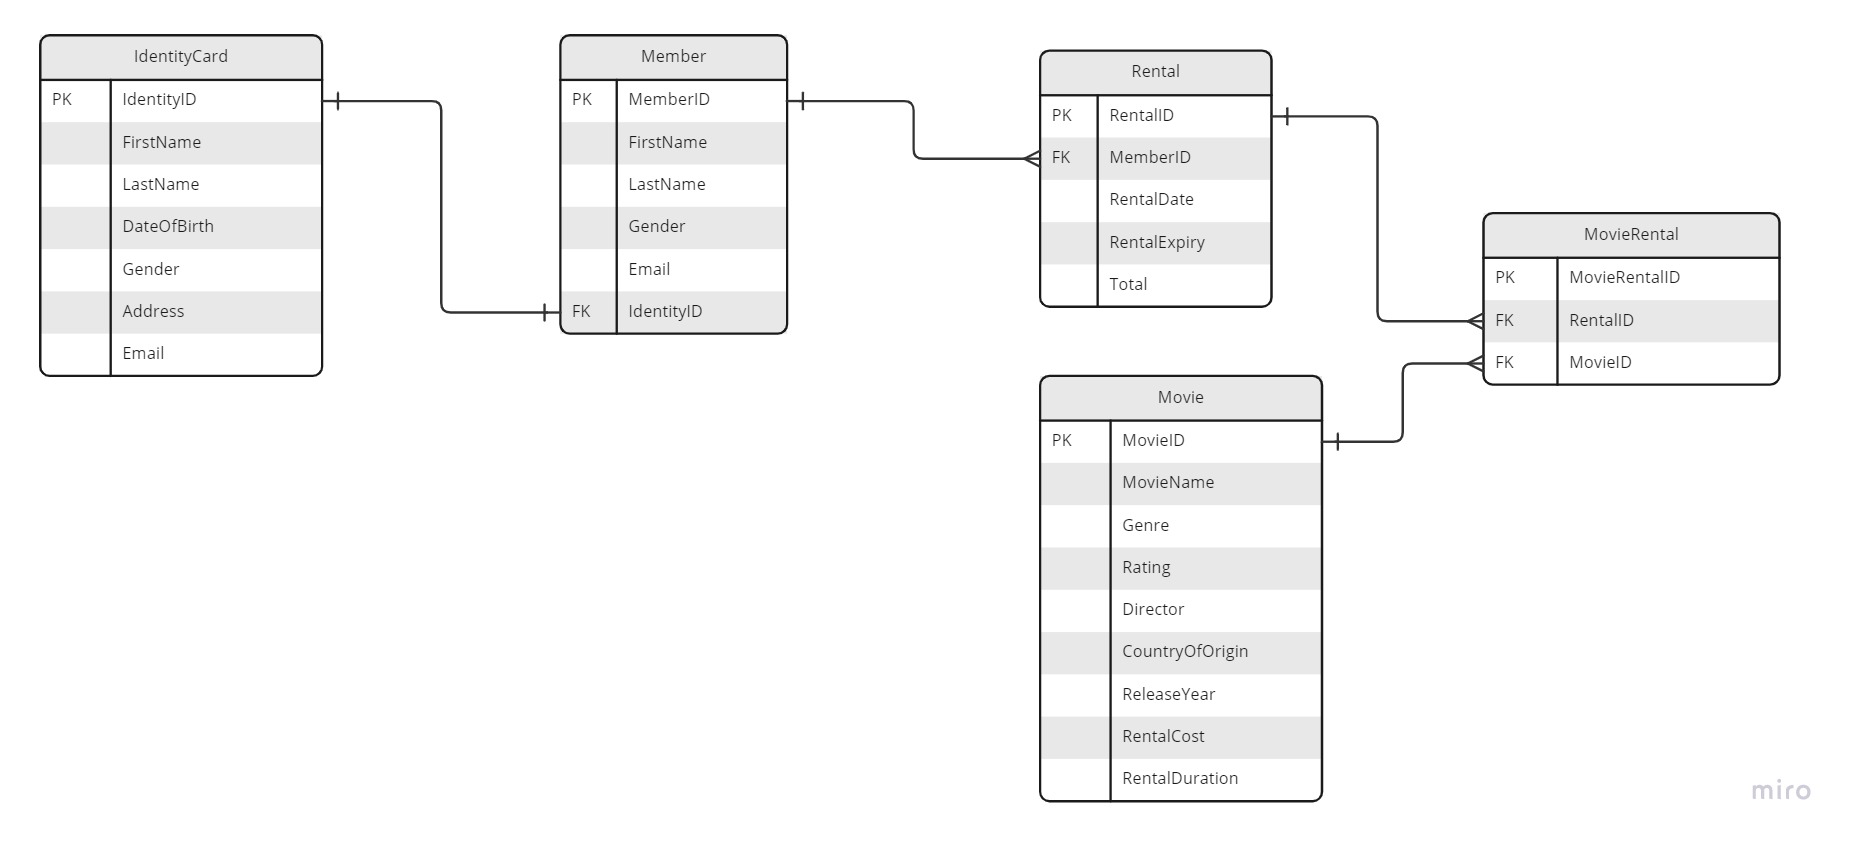 IdentityCard
PK IdentityID
FirstName
LastName
DateOfBirth
Gender
Address
Email
Member
PK MemberID
FirstName
LastName
Gender
Email
FK IdentityID
Rental
PK RentalID
FK MemberID
RentalDate
RentalExpiry
Total
MovieRental
PK MovieRentalID
FK RentalID
FK MovieID
Movie
PK MovieID
MovieName
Genre
Rating
Director
CountryOfOrigin
ReleaseYear
RentalCost
RentalDuration
miro